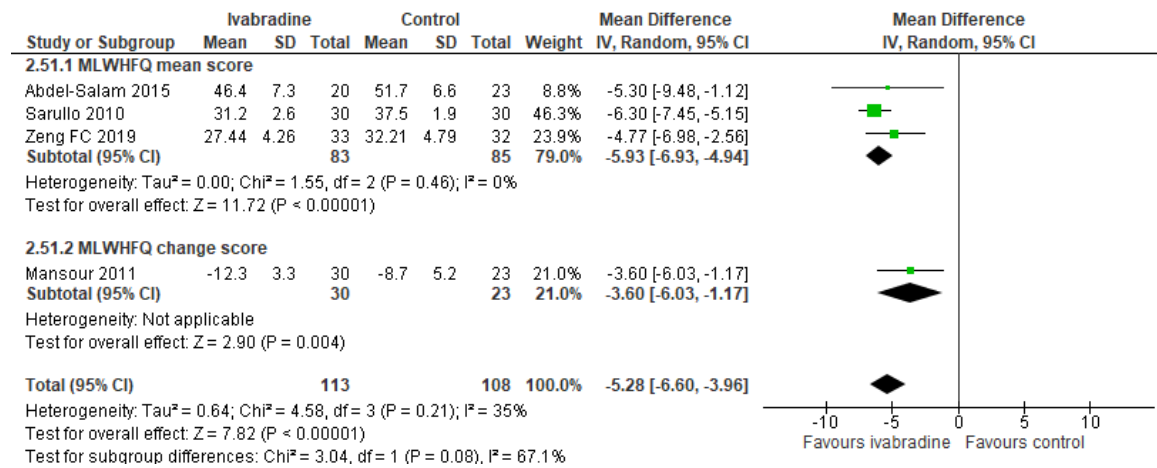 Ivabradine Control Mean Difference Mean Difference
Study or Subgroup Mean SD Total Mean SD Total Weight IV, Random, 95% CI IV, Random, 95% CI
2.51.1 MLWHFQ mean score
Abdel-Salam 2015 46.4 7.3 20 51.7 6.6 23 8.8% -5.30 [-9.48, -1.12]
Sarullo 2010 31.2 2.6 30 37.5 1.9 30 46.3% -6.30 [-7.45, -5.15]
Zeng FC 2019 27.44 4.26 33 32.21 4.79 32 23.9% -4.77 [-6.98, -2.56]
Subtotal (95% CI) 83 85 79.0% -5.93 [-6.93, -4.94]
Heterogeneity: Tau² = 0.00; Chi² = 1.55, df = 2 (P = 0.46); I² = 0%
Test for overall effect: Z = 11.72 (P < 0.00001)
2.51.2 MLWHFQ change score
Mansour 2011 -12.3 3.3 30 -8.7 5.2 23 21.0% -3.60 [-6.03, -1.17]
Subtotal (95% CI) 30 23 21.0% -3.60 [-6.03, -1.17]
Heterogeneity: Not applicable
Test for overall effect: Z = 2.90 (P = 0.004)
Total (95% CI) 113 108 100.0% -5.28 [-6.60, -3.96]
Heterogeneity: Tau² = 0.64; Chi² = 4.58, df = 3 (P = 0.21); I² = 35%
Test for overall effect: Z = 7.82 (P < 0.00001)
Test for subgroup differences: Chi² = 3.04, df = 1 (P = 0.08), I² = 67.1%
-10 -5 0 5 10
Favours ivabradine Favours control